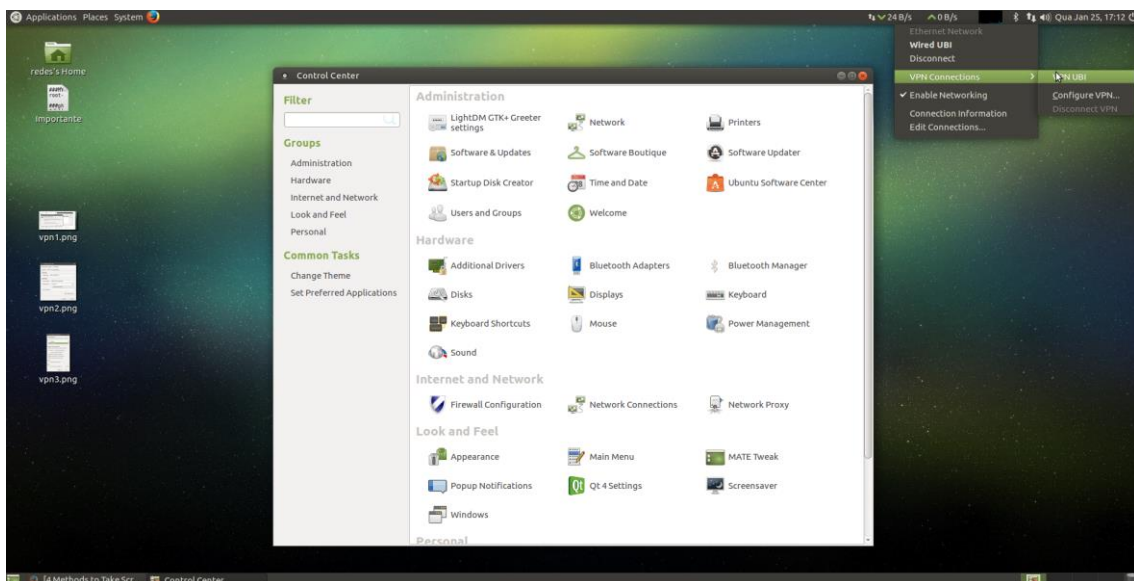 Applications Places System
24 B/s 0 B/s Qua Jan 25, 17:12
redes's Home
Importante
vpn1.png
vpn2.png
vpn3.png
Ethernet Network
Wired UBI
Disconnect
VPN Connections
Enable Networking
Connection Information
Edit Connections...
VPN UBI
Configure VPN...
Disconnect VPN
Control Center
Filter
Groups
Administration
Hardware
Internet and Network
Look and Feel
Personal
Common Tasks
Change Theme
Set Preferred Applications
Administration
LightDM GTK+ Greeter
settings
Network
Printers
Software & Updates
Software Boutique
Software Updater
Startup Disk Creator
Time and Date
Ubuntu Software Center
Users and Groups
Welcome
Hardware
Additional Drivers
Bluetooth Adapters
Bluetooth Manager
Disks
Displays
Keyboard
Keyboard Shortcuts
Mouse
Power Management
Sound
Internet and Network
Firewall Configuration
Network Connections
Network Proxy
Look and Feel
Appearance
Main Menu
MATE Tweak
Popup Notifications
Qt 4 Settings
Screensaver
Windows
Personal
[4 Methods to Take Scr...
Control Center